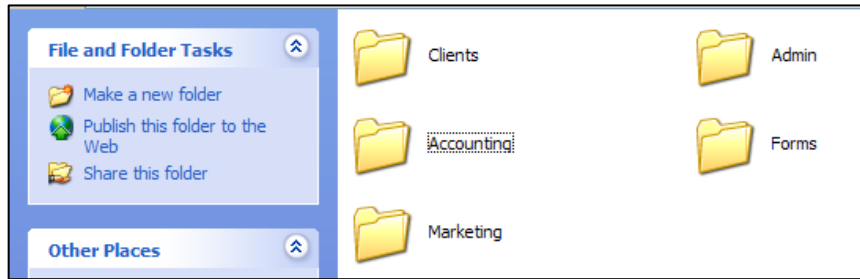 File and Folder Tasks
Make a new folder
Publish this folder to the
Web
Share this folder
Other Places
Clients
Admin
Accounting
Forms
Marketing